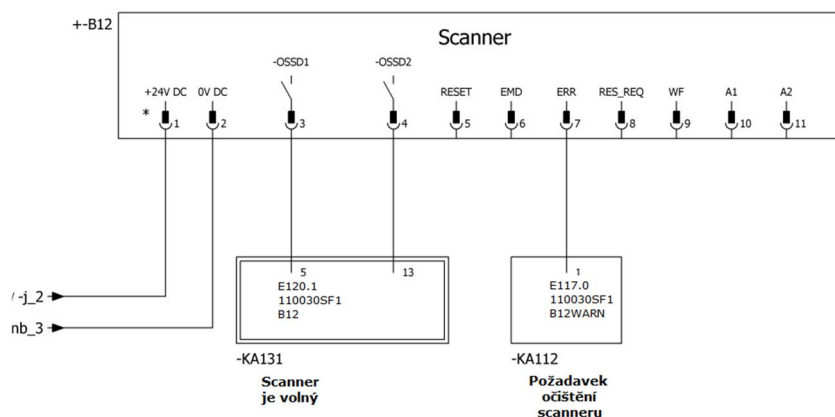 +-B12
Scanner
-OSSD1
-OSSD2
+24V DC
0V DC
RESET
EMD
ERR
RES_REQ
WF
A1
A2
*
1
2
3
4
5
6
7
8
9
10
11
5
13
1
E120.1
110030SF1
B12
E117.0
110030SF1
B12WARN
-j_2
nb_3
-KA131
-KA112
Scanner
je volný
Požadavek
očištění
scanneru